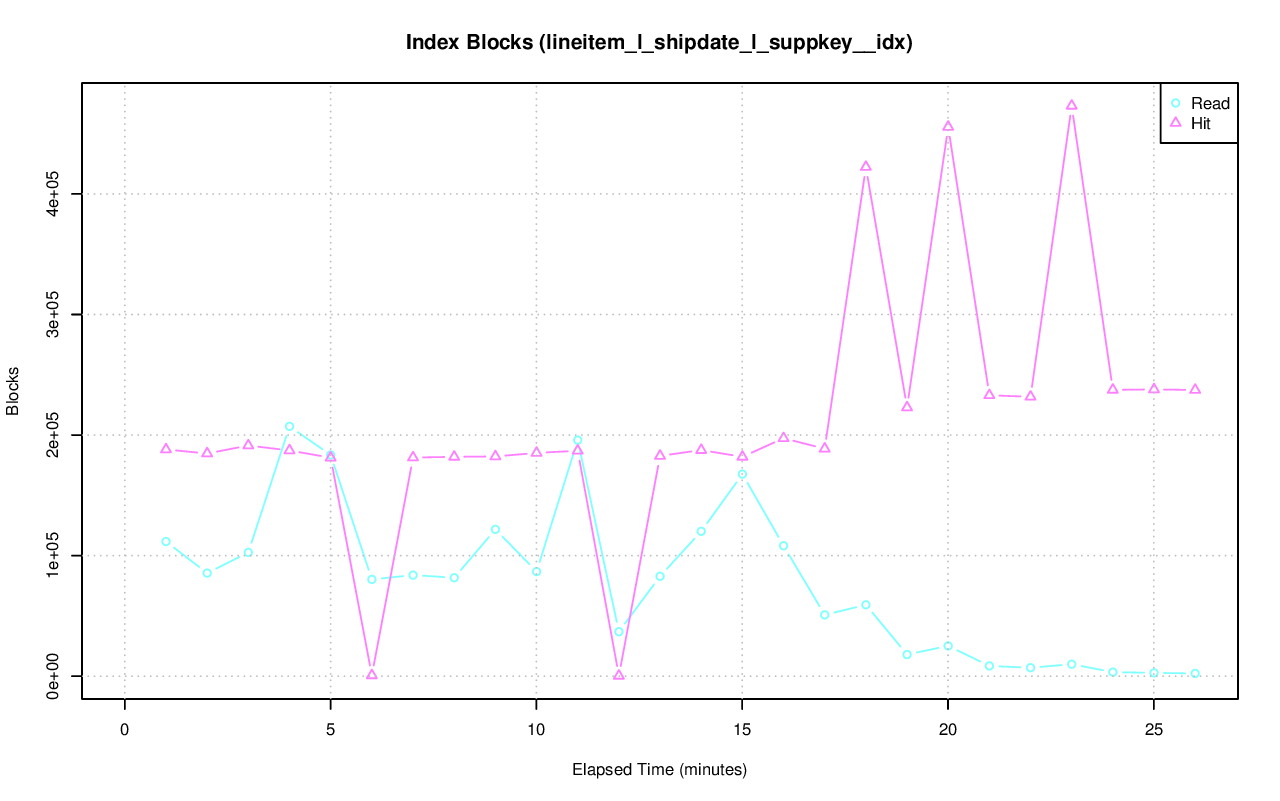 Index Blocks (lineitem_l_shipdate_l_suppkey__idx)
Read
Hit
4e+05
3e+05
2e+05
1e+05
0e+00
Blocks
0 5 10 15 20 25
Elapsed Time (minutes)